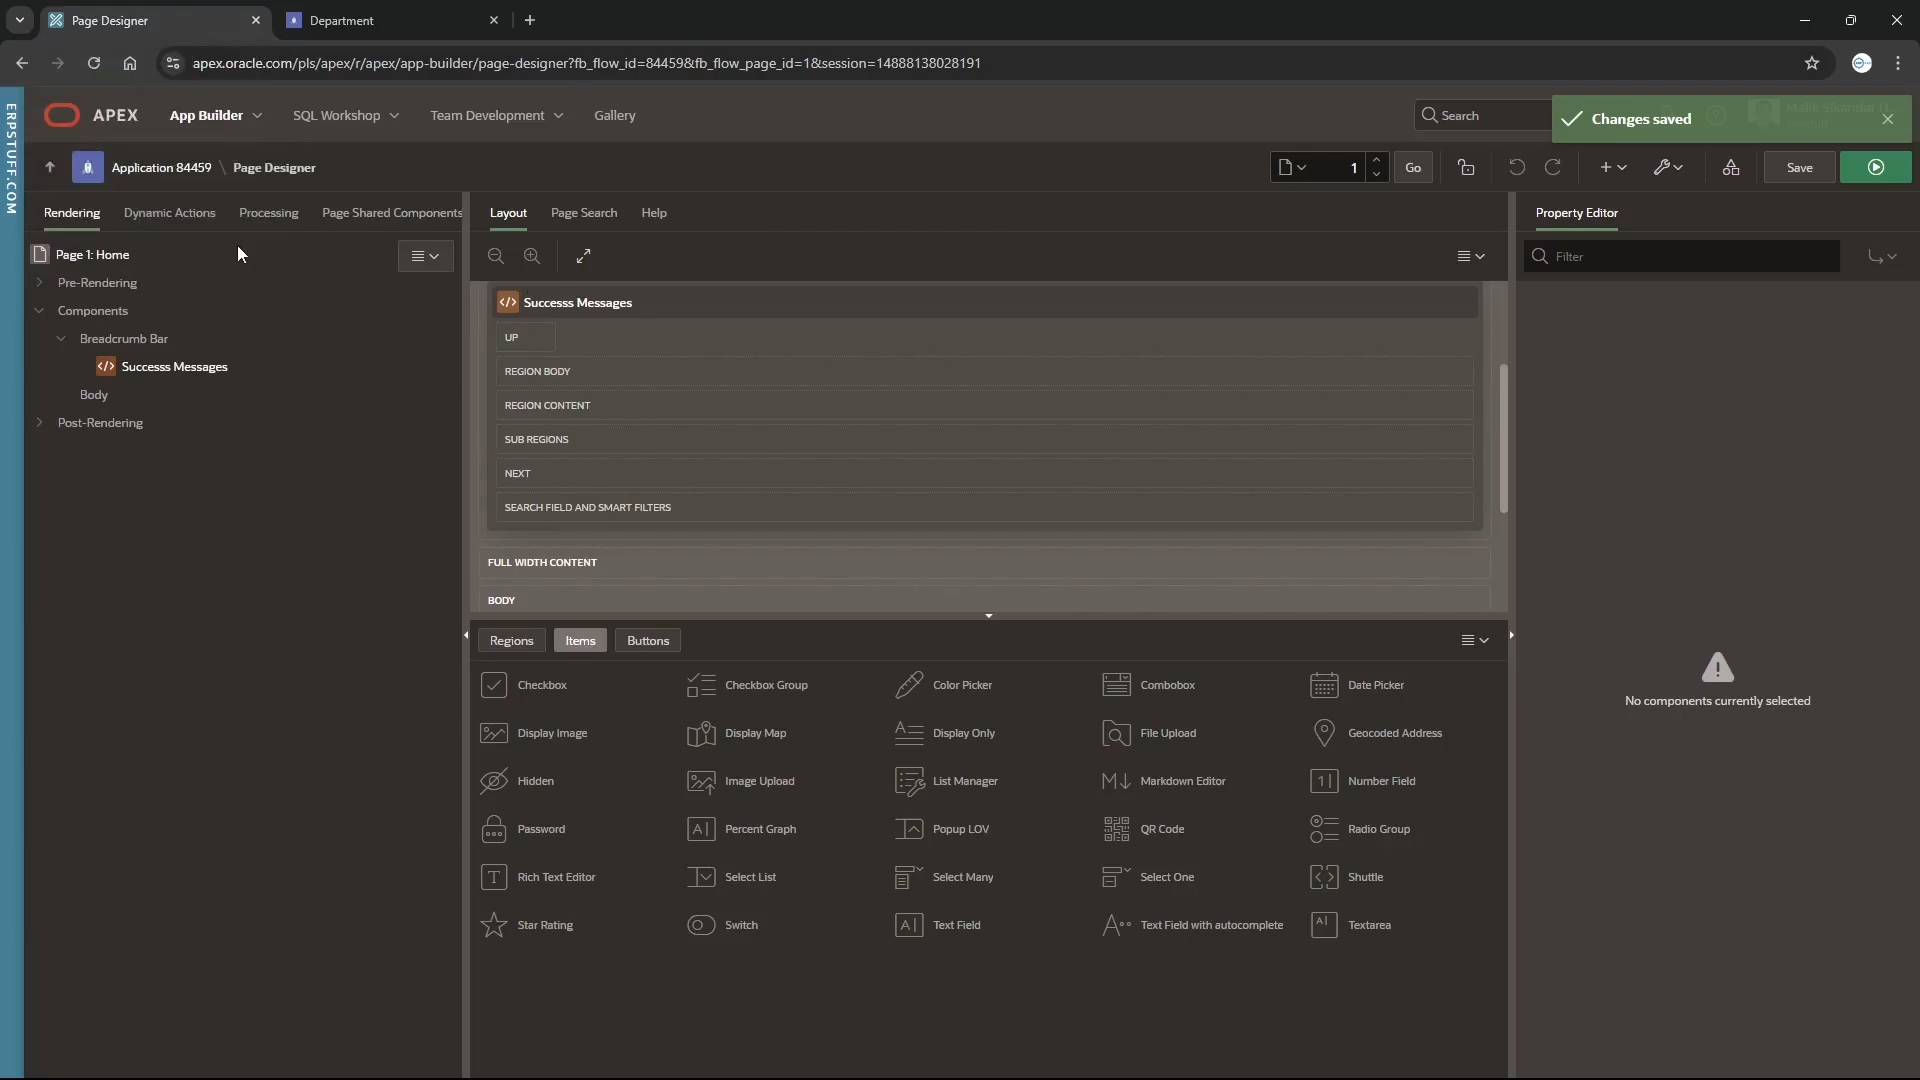 Page Designer
Department
apex.oracle.com/pls/apex/r/apex/app-builder/page-designer?fb_flow_id=84459&fb_flow_page_id=1&session=14888138028191
ERPSTUFF.COM
APEX
App Builder
SQL Workshop
Team Development
Gallery
Search
Changes saved
Application 84459 \ Page Designer
1
Go
Save
Rendering
Dynamic Actions
Processing
Page Shared Components
Layout
Page Search
Help
Property Editor
Page 1: Home
Filter
Pre-Rendering
Components
Breadcrumb Bar
Successs Messages
Body
Post-Rendering
Successs Messages
UP
REGION BODY
REGION CONTENT
SUB REGIONS
NEXT
SEARCH FIELD AND SMART FILTERS
FULL WIDTH CONTENT
BODY
Regions
Items
Buttons
Checkbox
Checkbox Group
Color Picker
Combobox
Date Picker
Display Image
Display Map
Display Only
File Upload
Geocoded Address
Hidden
Image Upload
List Manager
Markdown Editor
Number Field
Password
Percent Graph
Popup LOV
QR Code
Radio Group
Rich Text Editor
Select List
Select Many
Select One
Shuttle
Star Rating
Switch
Text Field
Text Field with autocomplete
Textarea
No components currently selected